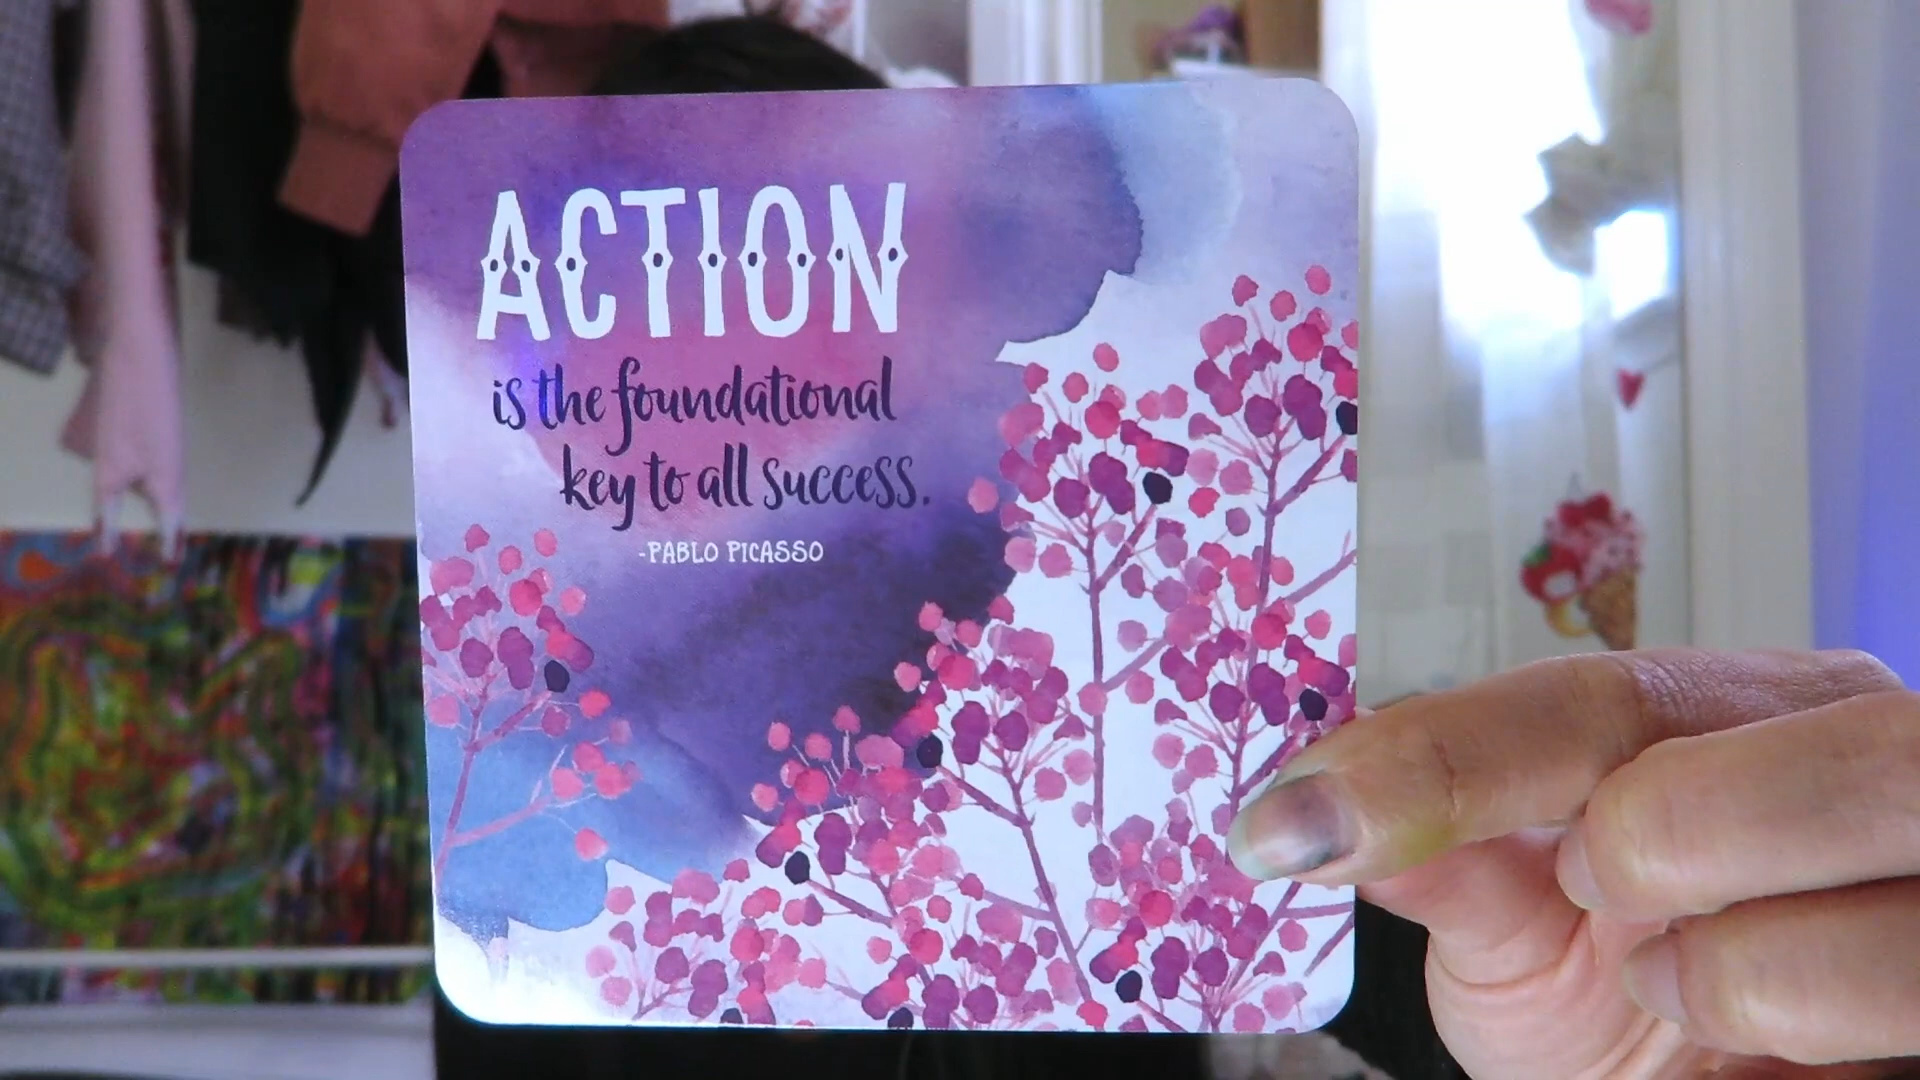 ACTION
is the foundational
key to all success.
-PABLO PICASSO